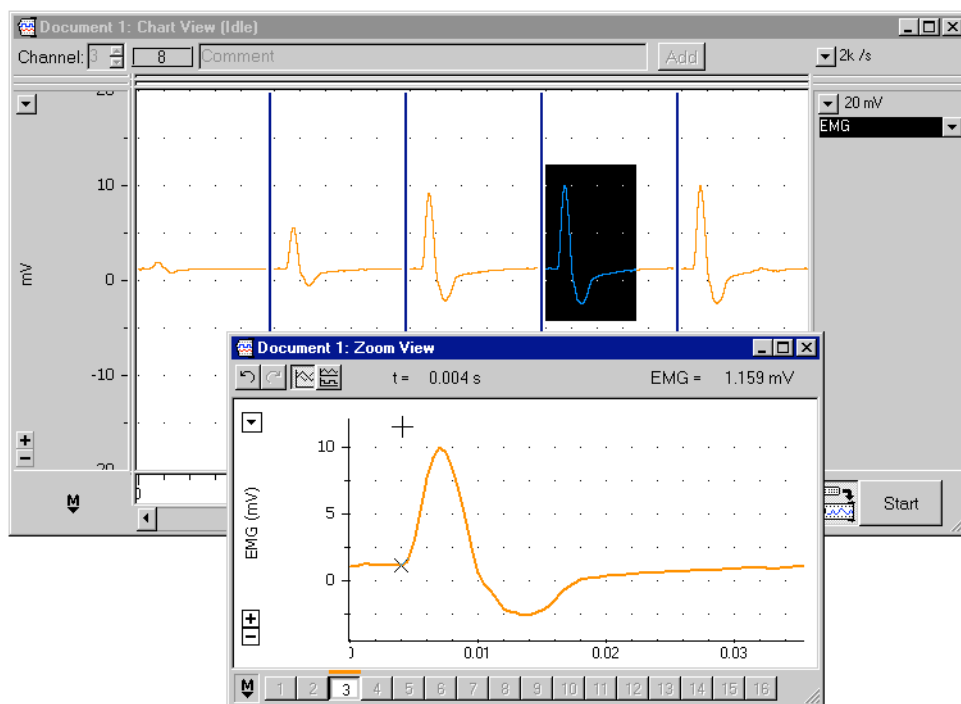 Document 1: Chart View (Idle)
Channel: 3 8 Comment Add 2k /s
20 mV
EMG
10
0
-10
mV
M
Start
Document 1: Zoom View
t = 0.004 s EMG = 1.159 mV
10
5
0
EMG (mV)
0.01 0.02 0.03
M 1 2 3 4 5 6 7 8 9 10 11 12 13 14 15 16